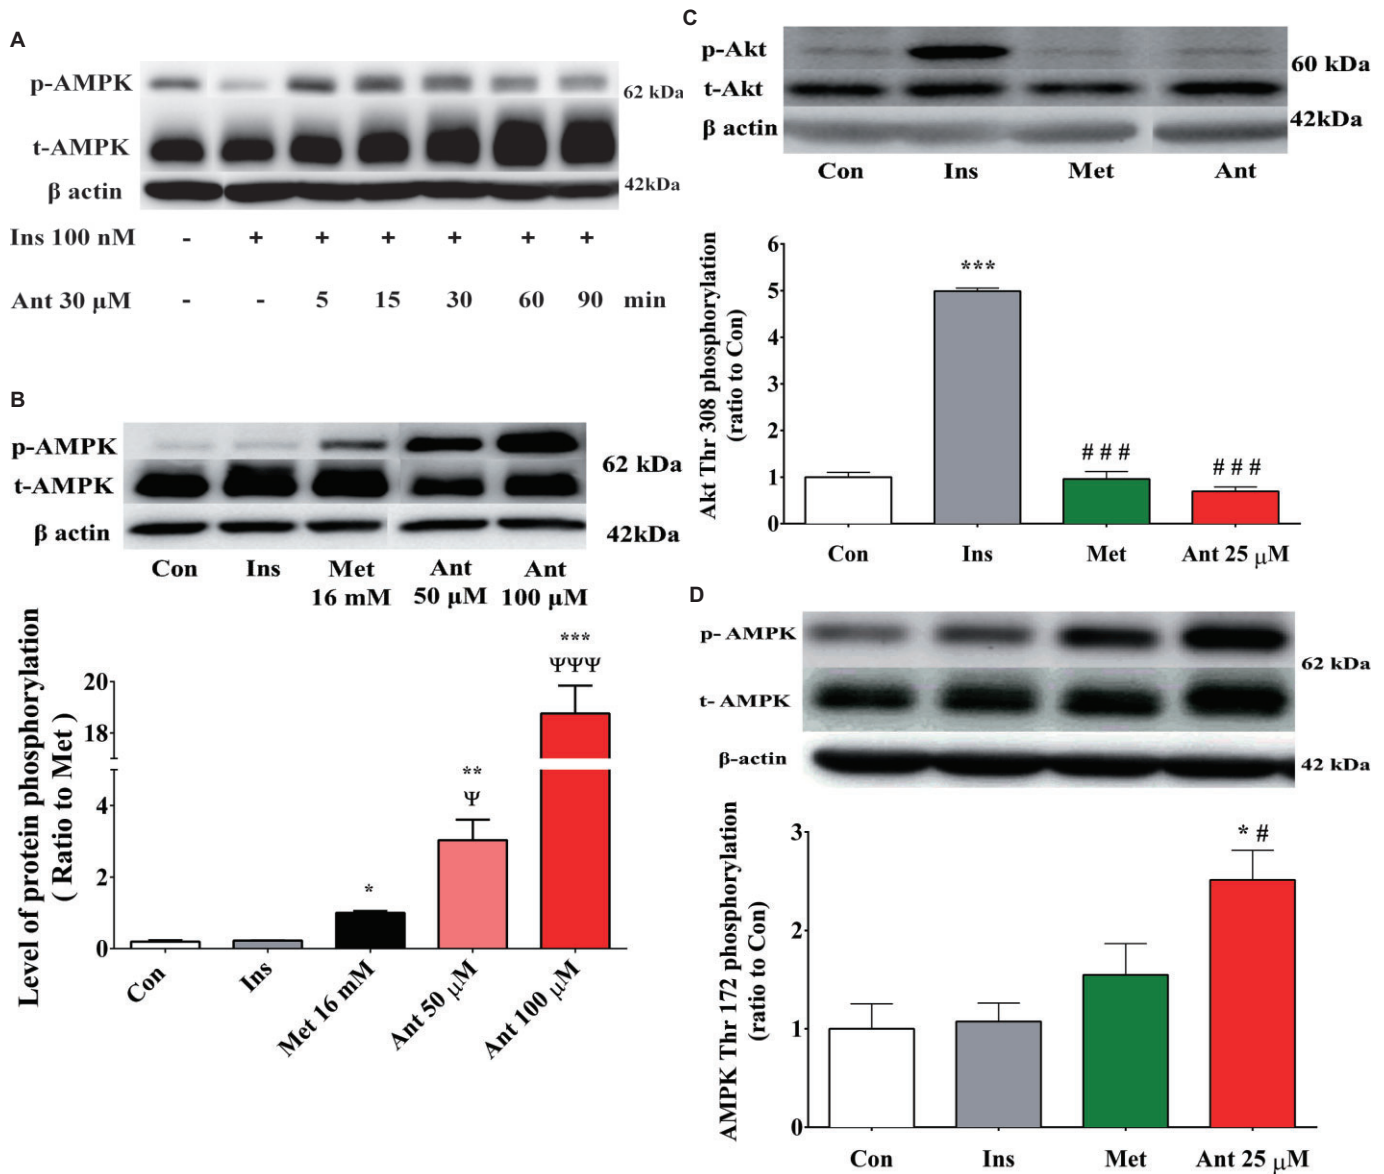 A
p-AMPK
62 kDa
t-AMPK
β actin
42kDa
Ins 100 nM - + + + + + +
Ant 30 μM - - 5 15 30 60 90 min
B
p-AMPK
62 kDa
t-AMPK
β actin
42kDa
Con Ins Met 16 mM Ant 50 μM Ant 100 μM
Level of protein phosphorylation
( Ratio to Met )
20
18
4
2
0
*
**
Ψ
***
ΨΨΨ
Con
Ins
Met 16 mM
Ant 50 μM
Ant 100 μM
C
p-Akt
60 kDa
t-Akt
β actin
42kDa
Con Ins Met Ant
Akt Thr 308 phosphorylation
(ratio to Con)
6
5
4
3
2
1
0
***
# # #
# # #
Con Ins Met Ant 25 μM
D
p- AMPK
62 kDa
t- AMPK
β-actin
42 kDa
AMPK Thr 172 phosphorylation
(ratio to Con)
3
2
1
0
* #
Con Ins Met Ant 25 μM